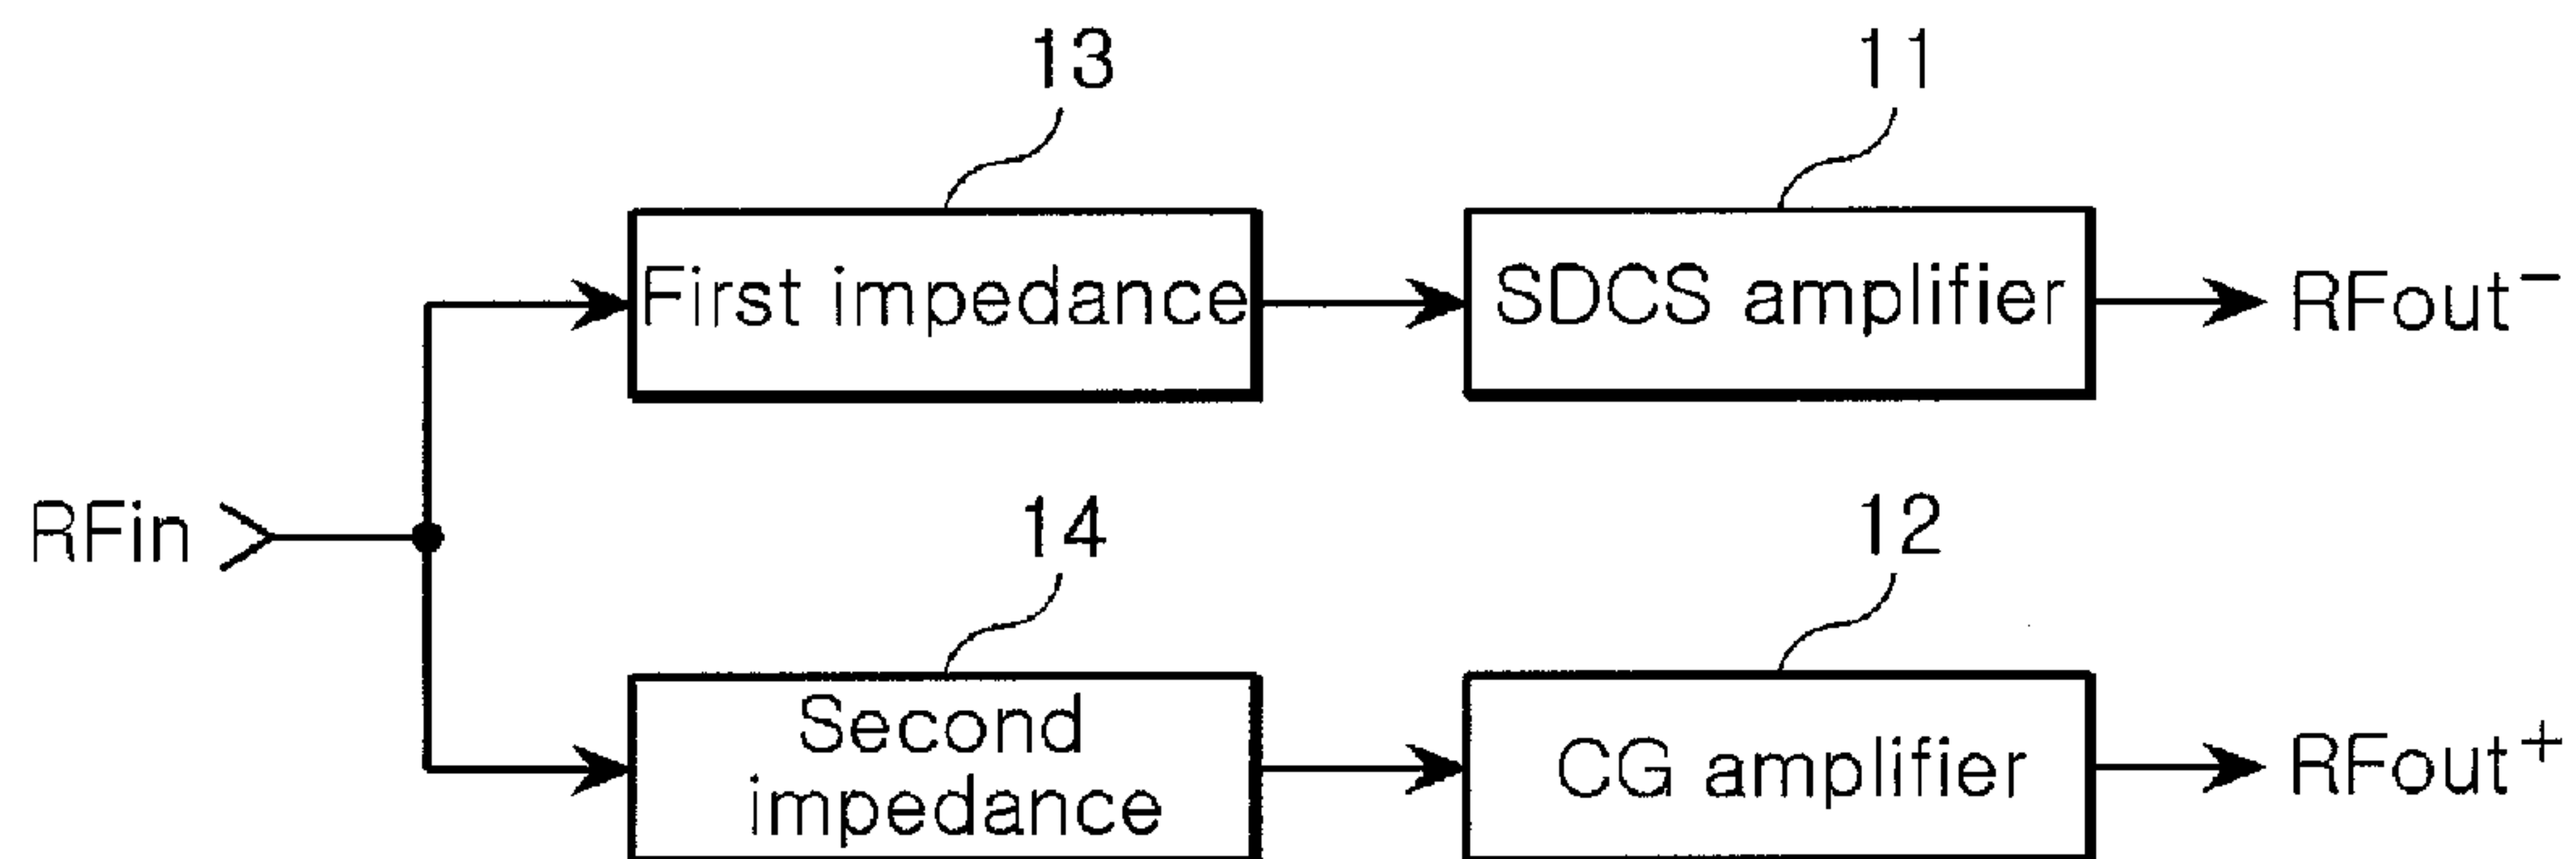 13
11
First impedance
SDCS amplifier
RFout⁻
RFin
14
12
Second
impedance
CG amplifier
RFout⁺